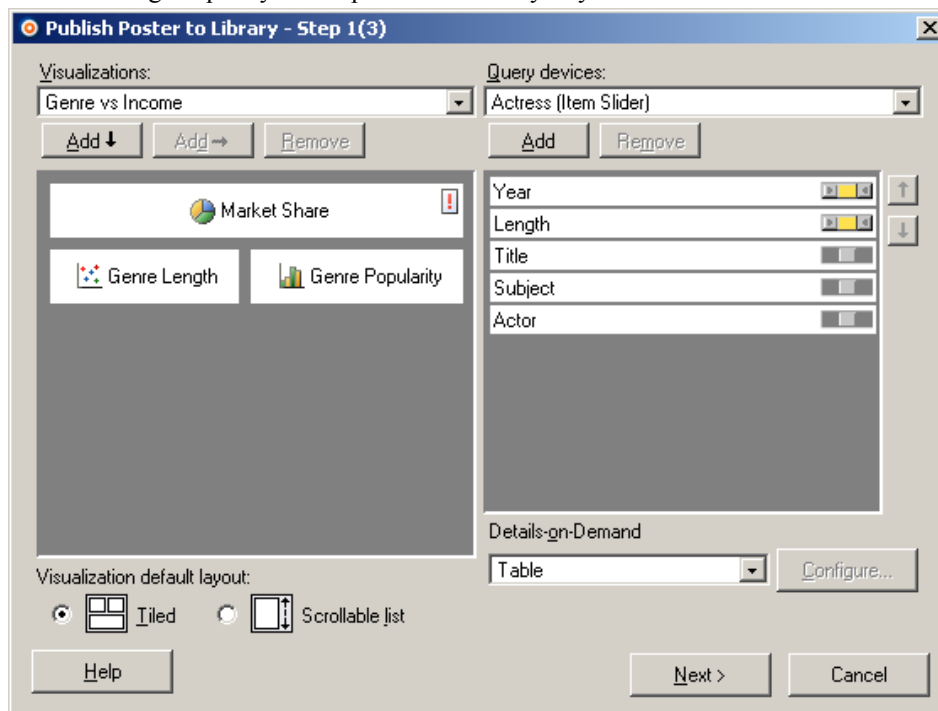 Publish Poster to Library - Step 1(3)
Visualizations:
Genre vs Income
Add
Add
Remove
Market Share
!
Genre Length
Genre Popularity
Visualization default layout:
Tiled
Scrollable list
Query devices:
Actress (Item Slider)
Add
Remove
Year
Length
Title
Subject
Actor
Details-on-Demand
Table
Configure...
Help
Next >
Cancel